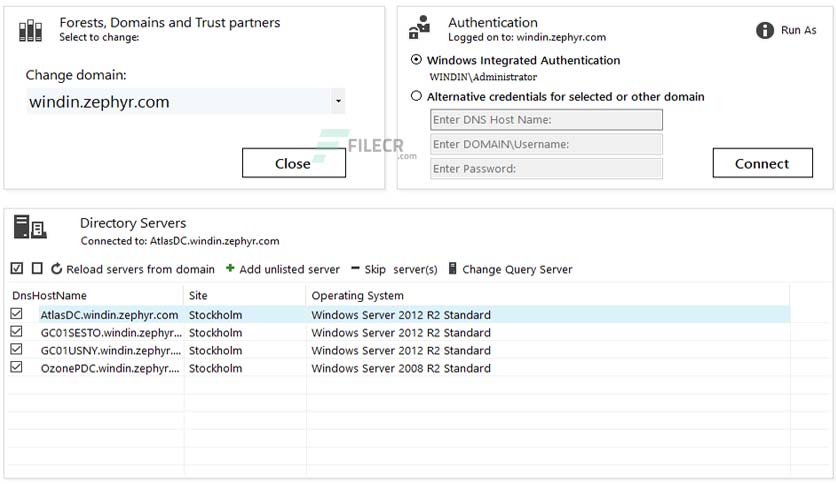 Forests, Domains and Trust partners
Select to change:
Change domain:
windin.zephyr.com
Close
Authentication
Logged on to: windin.zephyr.com
Run As
Windows Integrated Authentication
WINDIN\Administrator
Alternative credentials for selected or other domain
Enter DNS Host Name:
Enter DOMAIN\Username:
Enter Password:
Connect
FILECR
.com
Directory Servers
Connected to: AtlasDC.windin.zephyr.com
Reload servers from domain Add unlisted server Skip server(s) Change Query Server
DnsHostName Site Operating System
AtlasDC.windin.zephyr.com Stockholm Windows Server 2012 R2 Standard
GC01SESTO.windin.zephyr... Stockholm Windows Server 2012 R2 Standard
GC01USNY.windin.zephyr.... Stockholm Windows Server 2012 R2 Standard
OzonePDC.windin.zephyr.... Stockholm Windows Server 2008 R2 Standard